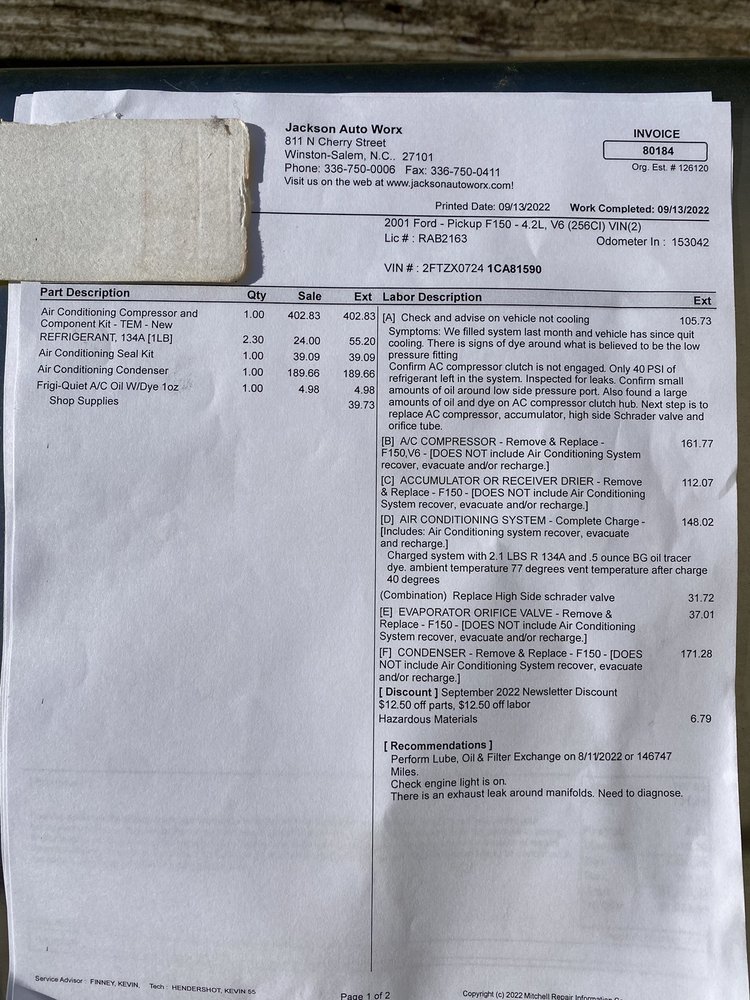 Jackson Auto Worx
811 N Cherry Street
Winston-Salem, N.C.. 27101
Phone: 336-750-0006 Fax: 336-750-0411
Visit us on the web at www.jacksonautoworx.com!
INVOICE
80184
Org. Est. # 126120
Printed Date: 09/13/2022 Work Completed: 09/13/2022
2001 Ford - Pickup F150 - 4.2L, V6 (256CI) VIN(2)
Lic # : RAB2163 Odometer In : 153042
VIN # : 2FTZX0724 1CA81590
Part Description Qty Sale Ext
Air Conditioning Compressor and 1.00 402.83 402.83
Component Kit - TEM - New
REFRIGERANT, 134A [1LB] 2.30 24.00 55.20
Air Conditioning Seal Kit 1.00 39.09 39.09
Air Conditioning Condenser 1.00 189.66 189.66
Frigi-Quiet A/C Oil W/Dye 1oz 1.00 4.98 4.98
Shop Supplies 39.73
Labor Description Ext
[A] Check and advise on vehicle not cooling 105.73
Symptoms: We filled system last month and vehicle has since quit
cooling. There is signs of dye around what is believed to be the low
pressure fitting
Confirm AC compressor clutch is not engaged. Only 40 PSI of
refrigerant left in the system. Inspected for leaks. Confirm small
amounts of oil around low side pressure port. Also found a large
amounts of oil and dye on AC compressor clutch hub. Next step is to
replace AC compressor, accumulator, high side Schrader valve and
orifice tube.
[B] A/C COMPRESSOR - Remove & Replace - 161.77
F150,V6 - [DOES NOT include Air Conditioning System
recover, evacuate and/or recharge.]
[C] ACCUMULATOR OR RECEIVER DRIER - Remove 112.07
& Replace - F150 - [DOES NOT include Air Conditioning
System recover, evacuate and/or recharge.]
[D] AIR CONDITIONING SYSTEM - Complete Charge - 148.02
[Includes: Air Conditioning system recover, evacuate
and recharge.]
Charged system with 2.1 LBS R 134A and .5 ounce BG oil tracer
dye. ambient temperature 77 degrees vent temperature after charge
40 degrees
(Combination) Replace High Side schrader valve 31.72
[E] EVAPORATOR ORIFICE VALVE - Remove & 37.01
Replace - F150 - [DOES NOT include Air Conditioning
System recover, evacuate and/or recharge.]
[F] CONDENSER - Remove & Replace - F150 - [DOES 171.28
NOT include Air Conditioning System recover, evacuate
and/or recharge.]
[ Discount ] September 2022 Newsletter Discount
$12.50 off parts, $12.50 off labor
Hazardous Materials 6.79
[ Recommendations ]
Perform Lube, Oil & Filter Exchange on 8/11/2022 or 146747
Miles.
Check engine light is on.
There is an exhaust leak around manifolds. Need to diagnose.
Service Advisor : FINNEY, KEVIN, Tech : HENDERSHOT, KEVIN 55
Page 1 of 2
Copyright (c) 2022 Mitchell Repair Information